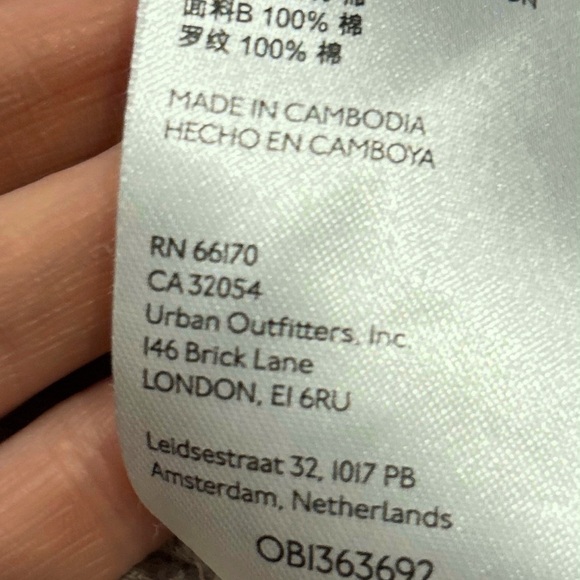 面料B 100% 棉
罗纹 100% 棉
MADE IN CAMBODIA
HECHO EN CAMBOYA
RN 66170
CA 32054
Urban Outfitters, Inc.
146 Brick Lane
LONDON, E1 6RU
Leidsestraat 32, 1017 PB
Amsterdam, Netherlands
OB1363692